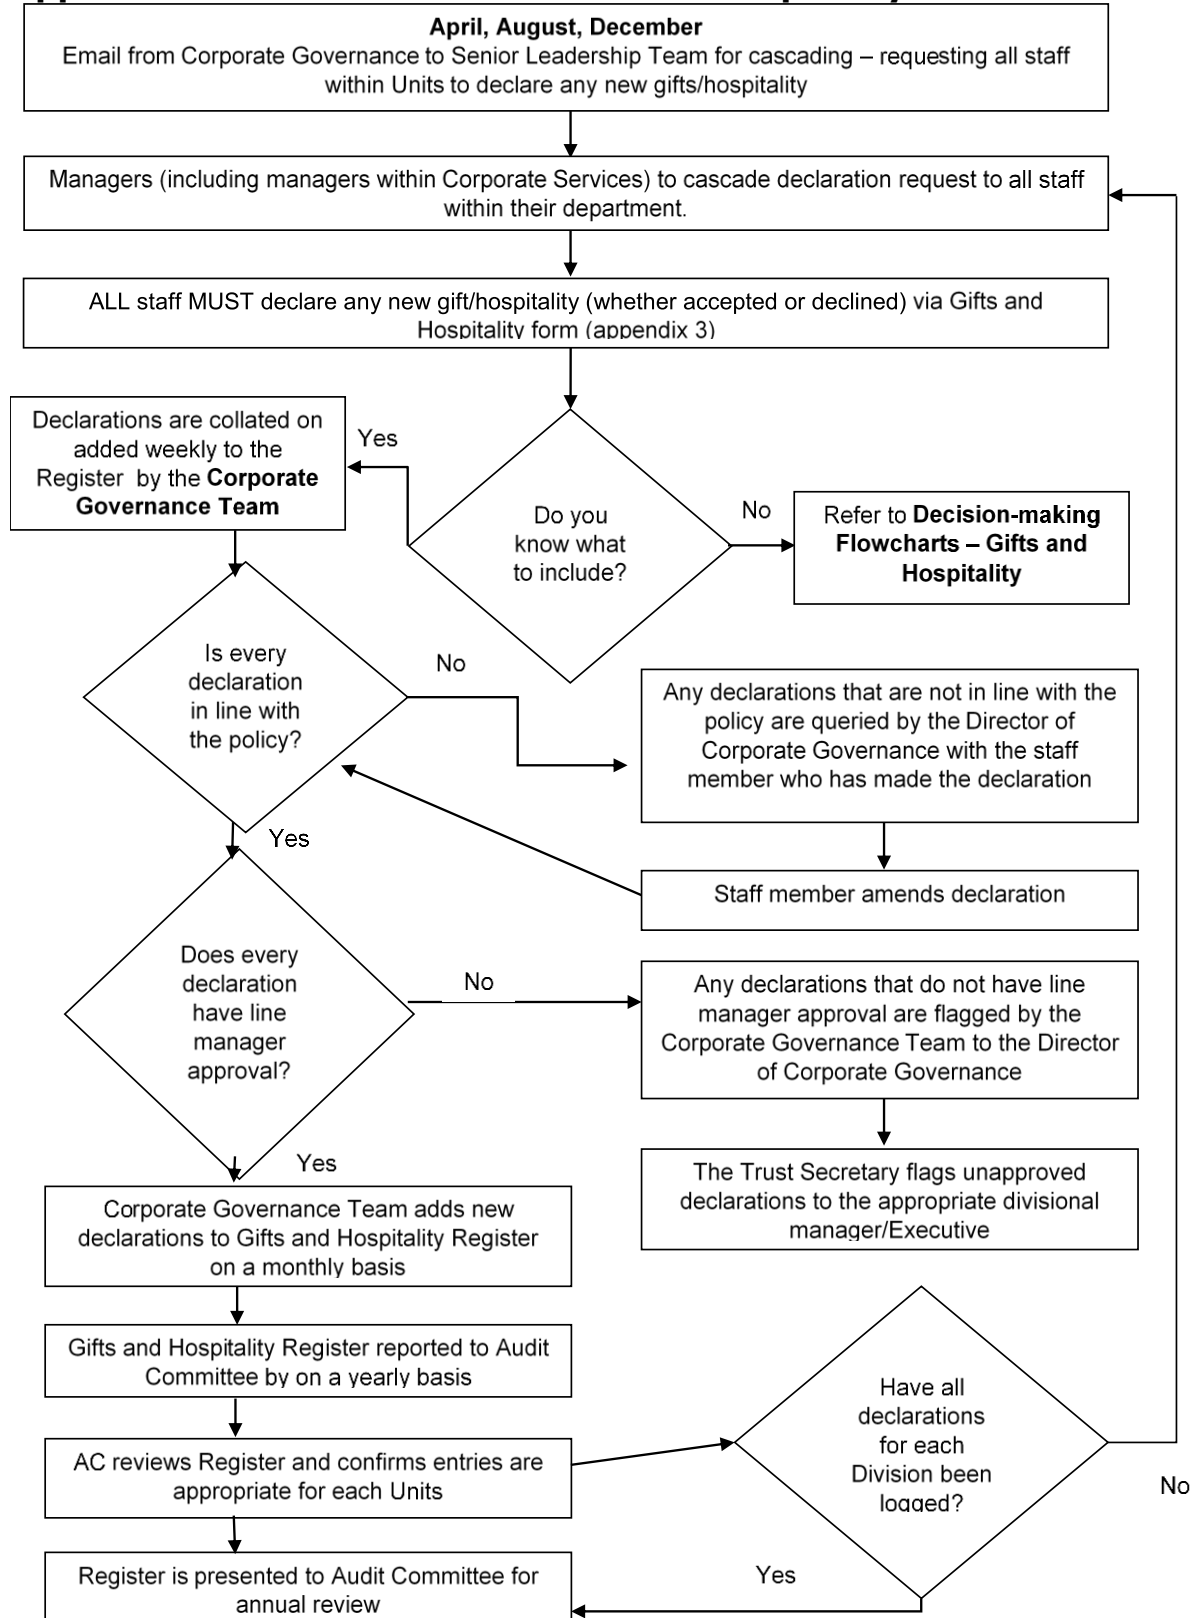 April, August, December
Email from Corporate Governance to Senior Leadership Team for cascading – requesting all staff
within Units to declare any new gifts/hospitality
Managers (including managers within Corporate Services) to cascade declaration request to all staff
within their department.
ALL staff MUST declare any new gift/hospitality (whether accepted or declined) via Gifts and
Hospitality form (appendix 3)
Declarations are collated on
added weekly to the
Register by the Corporate
Governance Team
Yes
Do you
know what
to include?
No
Refer to Decision-making
Flowcharts – Gifts and
Hospitality
Is every
declaration
in line with
the policy?
No
Any declarations that are not in line with the
policy are queried by the Director of
Corporate Governance with the staff
member who has made the declaration
Yes
Staff member amends declaration
Does every
declaration
have line
manager
approval?
No
Any declarations that do not have line
manager approval are flagged by the
Corporate Governance Team to the Director
of Corporate Governance
Yes
The Trust Secretary flags unapproved
declarations to the appropriate divisional
manager/Executive
Corporate Governance Team adds new
declarations to Gifts and Hospitality Register
on a monthly basis
Gifts and Hospitality Register reported to Audit
Committee by on a yearly basis
AC reviews Register and confirms entries are
appropriate for each Units
Have all
declarations
for each
Division been
logged?
No
Yes
Register is presented to Audit Committee for
annual review